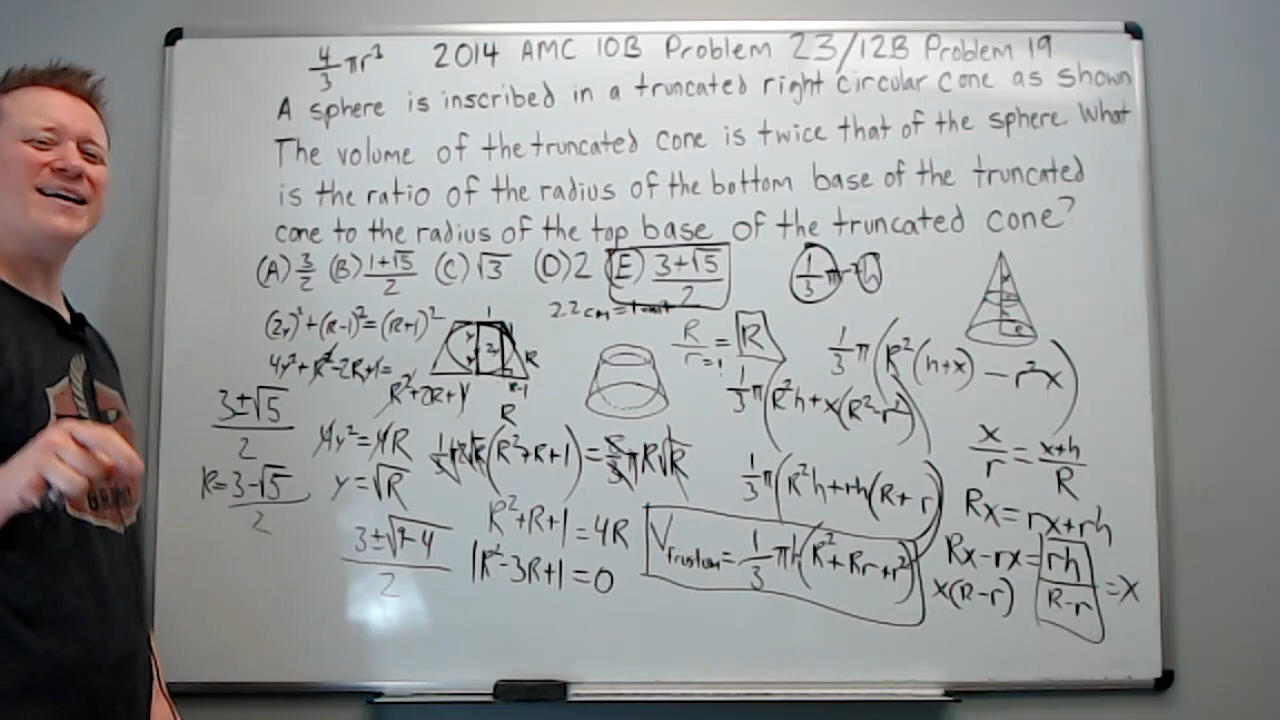 4/3 πr³ 2014 AMC 10B Problem 23/12B Problem 19
A sphere is inscribed in a truncated right circular cone as shown
The volume of the truncated cone is twice that of the sphere. What
is the ratio of the radius of the bottom base of the truncated
cone to the radius of the top base of the truncated cone?
(A) 3/2 (B) (1+√5)/2 (C) √3 (D) 2 (E) (3+√5)/2
1/3 π r² h
22cm=1unit
(2y)²+(R-1)²=(R+1)²
4y²+R²-2R+1=
R²+2R+1
1
y
2y
R
R-1
R
R/r=1 = R
1/3 π(R²(h+x) - r²x)
1/3 π(R²h+x(R²-r²))
(3±√5)/2
4y²=4R
(R²+R+1)=8/3 πR√R
1/3 π(R²h+rh(R+r))
x/r = (x+h)/R
R=(3-√5)/2
y=√R
R²+R+1=4R
Rx=rx+rh
(3±√9-4)/2
1R²-3R+1=0
V frustum = 1/3 πh(R²+Rr+r²)
Rx-rx=rh
x(R-r)
rh/(R-r) = x